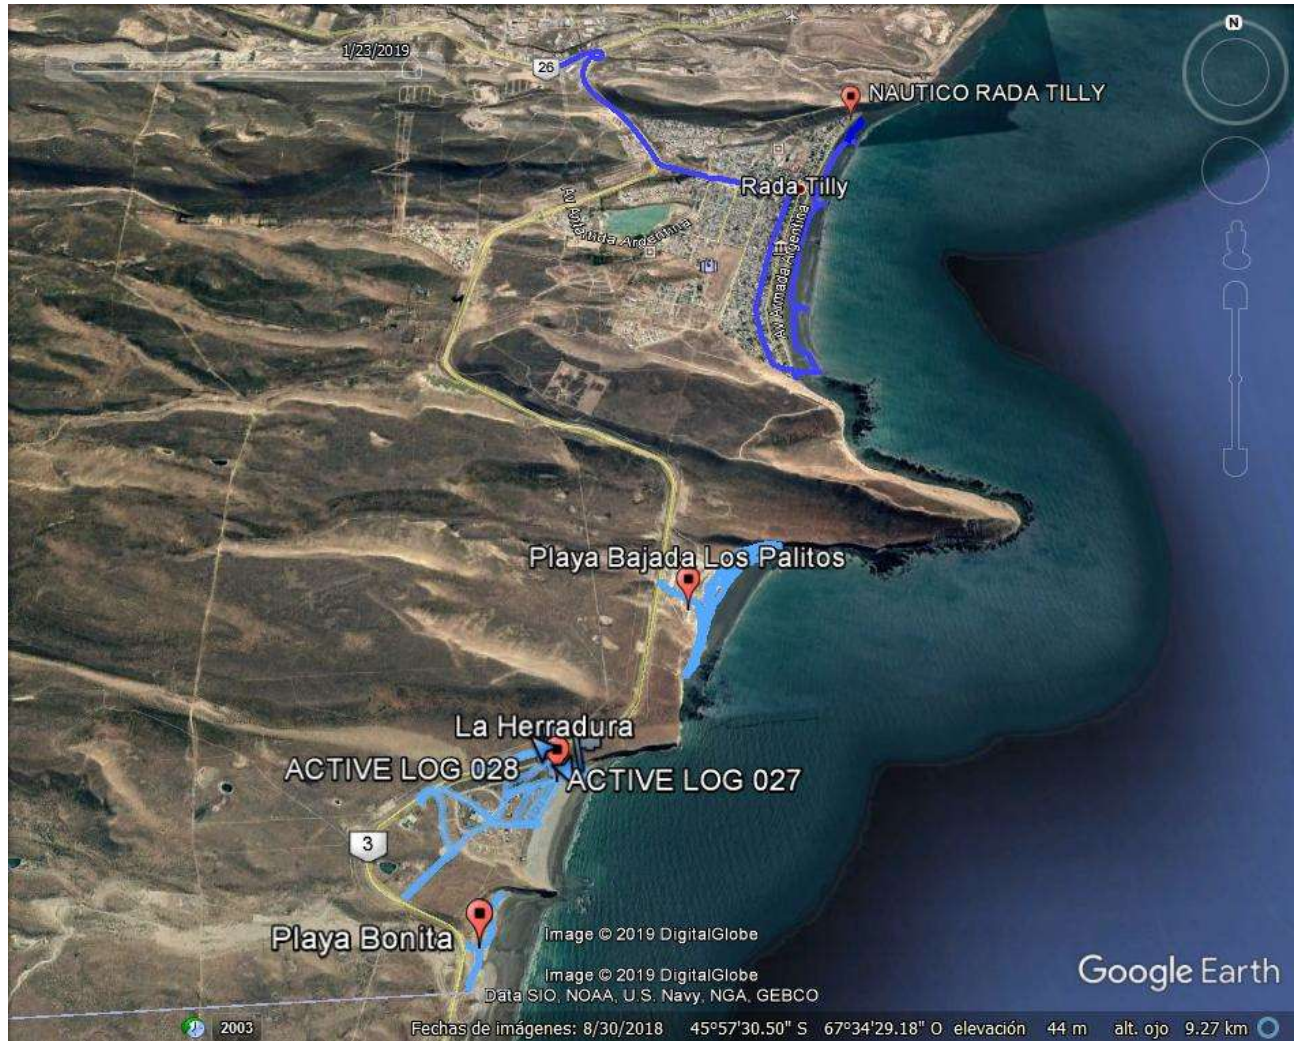 1/23/2019
N
26
NAUTICO RADA TILLY
Rada Tilly
Av Antártida Argentina
Av Armada Argentina
Playa Bajada Los Palitos
La Herradura
ACTIVE LOG 028
ACTIVE LOG 027
3
Playa Bonita
Image © 2019 DigitalGlobe
Image © 2019 DigitalGlobe
Data SIO, NOAA, U.S. Navy, NGA, GEBCO
Google Earth
2003
Fechas de imágenes: 8/30/2018 45°57'30.50" S 67°34'29.18" O elevación 44 m alt. ojo 9.27 km